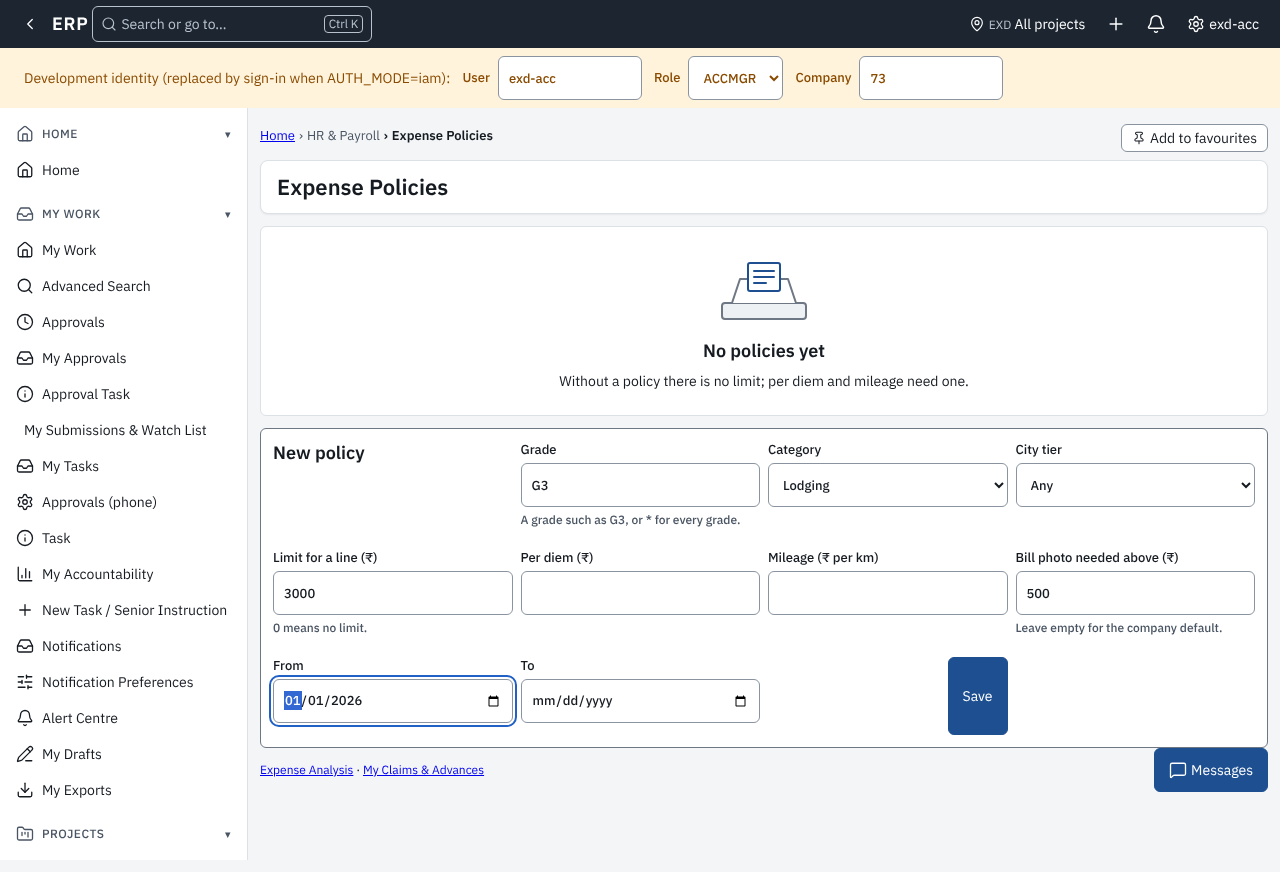 ERP
Search or go to...
Ctrl K
EXD All projects
exd-acc
Development identity (replaced by sign-in when AUTH_MODE=iam):
User
exd-acc
Role
ACCMGR
Company
73
HOME
Home
MY WORK
My Work
Advanced Search
Approvals
My Approvals
Approval Task
My Submissions & Watch List
My Tasks
Approvals (phone)
Task
My Accountability
New Task / Senior Instruction
Notifications
Notification Preferences
Alert Centre
My Drafts
My Exports
PROJECTS
Home › HR & Payroll › Expense Policies
Add to favourites
Expense Policies
No policies yet
Without a policy there is no limit; per diem and mileage need one.
New policy
Grade
G3
A grade such as G3, or * for every grade.
Category
Lodging
City tier
Any
Limit for a line (₹)
3000
0 means no limit.
Per diem (₹)
Mileage (₹ per km)
Bill photo needed above (₹)
500
Leave empty for the company default.
From
01/01/2026
To
mm/dd/yyyy
Save
Expense Analysis · My Claims & Advances
Messages